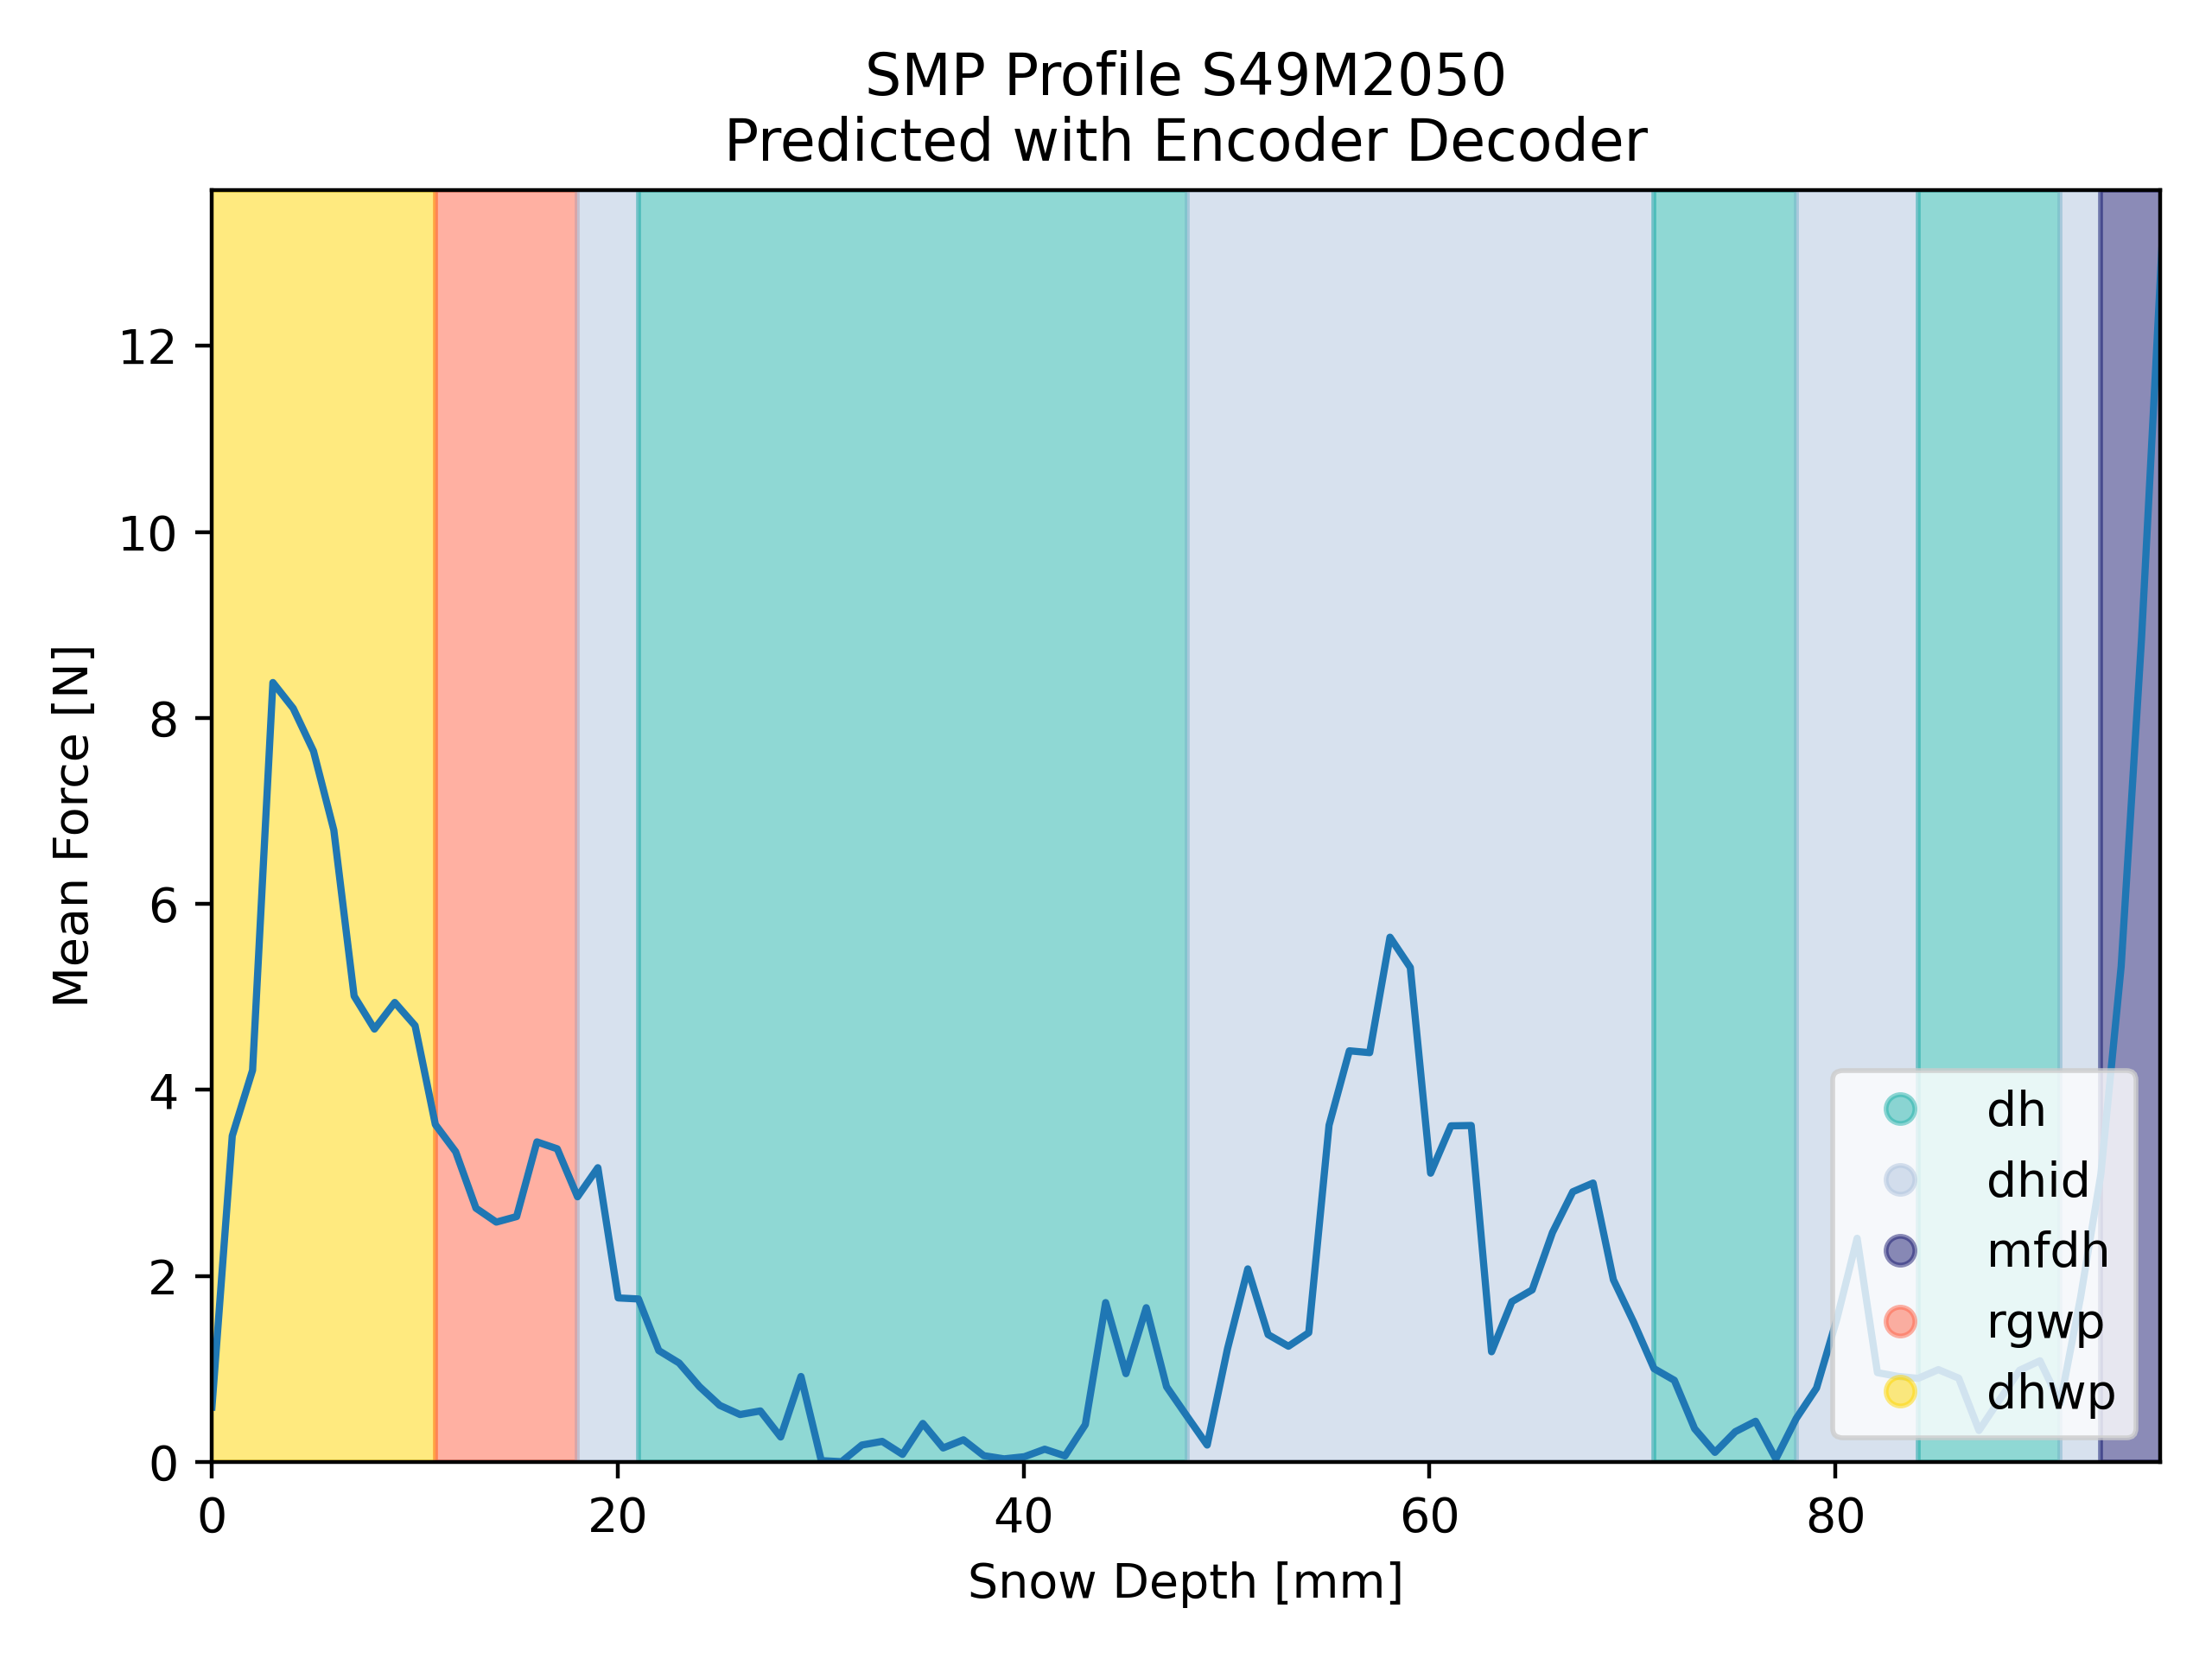 SMP Profile S49M2050
Predicted with Encoder Decoder
Mean Force [N]
12
10
8
6
4
2
0
dh
dhid
mfdh
rgwp
dhwp
0 20 40 60 80
Snow Depth [mm]